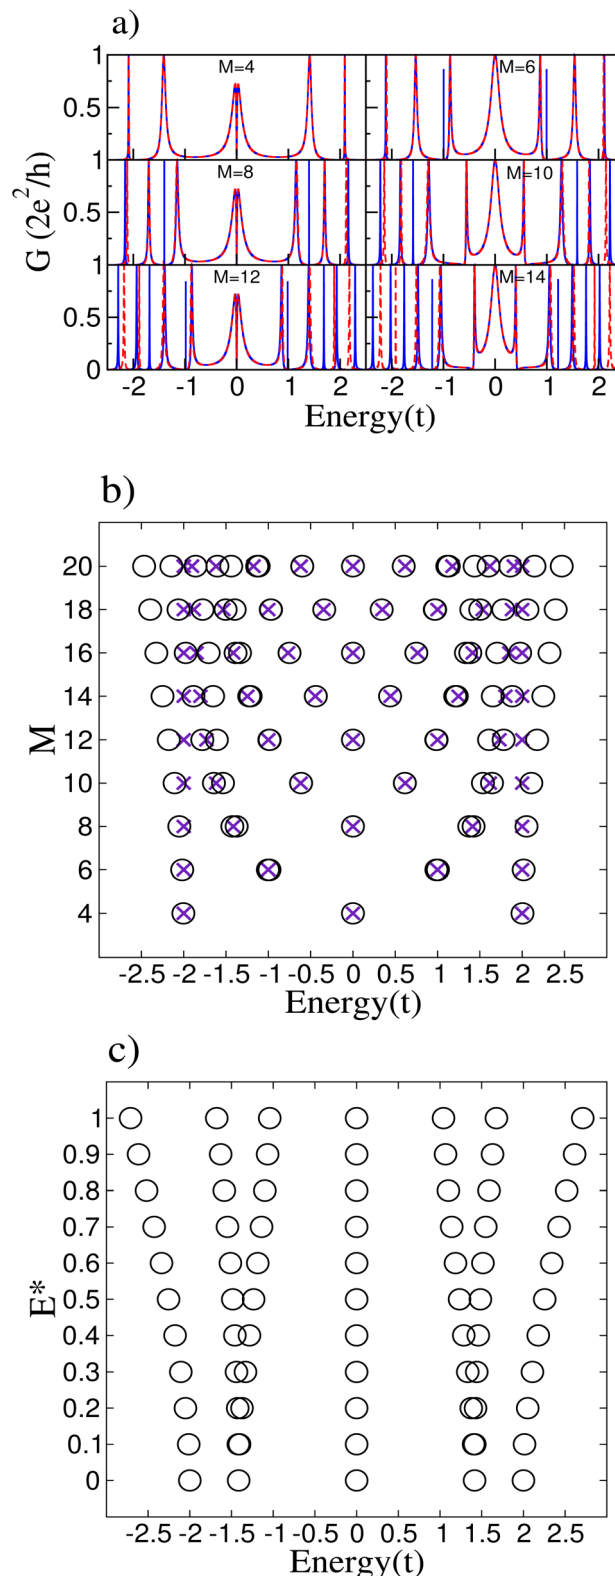 a)
1
M=4
M=6
0.5
G (2e²/h)
1
M=8
M=10
0.5
1
M=12
M=14
0.5
0
-2 -1 0 1 2 -2 -1 0 1 2
Energy(t) Energy(t)
b)
20
18
16
14
M
12
10
8
6
4
-2.5 -2 -1.5 -1 -0.5 0 0.5 1 1.5 2 2.5
Energy(t)
c)
1
0.9
0.8
0.7
0.6
E*
0.5
0.4
0.3
0.2
0.1
0
-2.5 -2 -1.5 -1 -0.5 0 0.5 1 1.5 2 2.5
Energy(t)